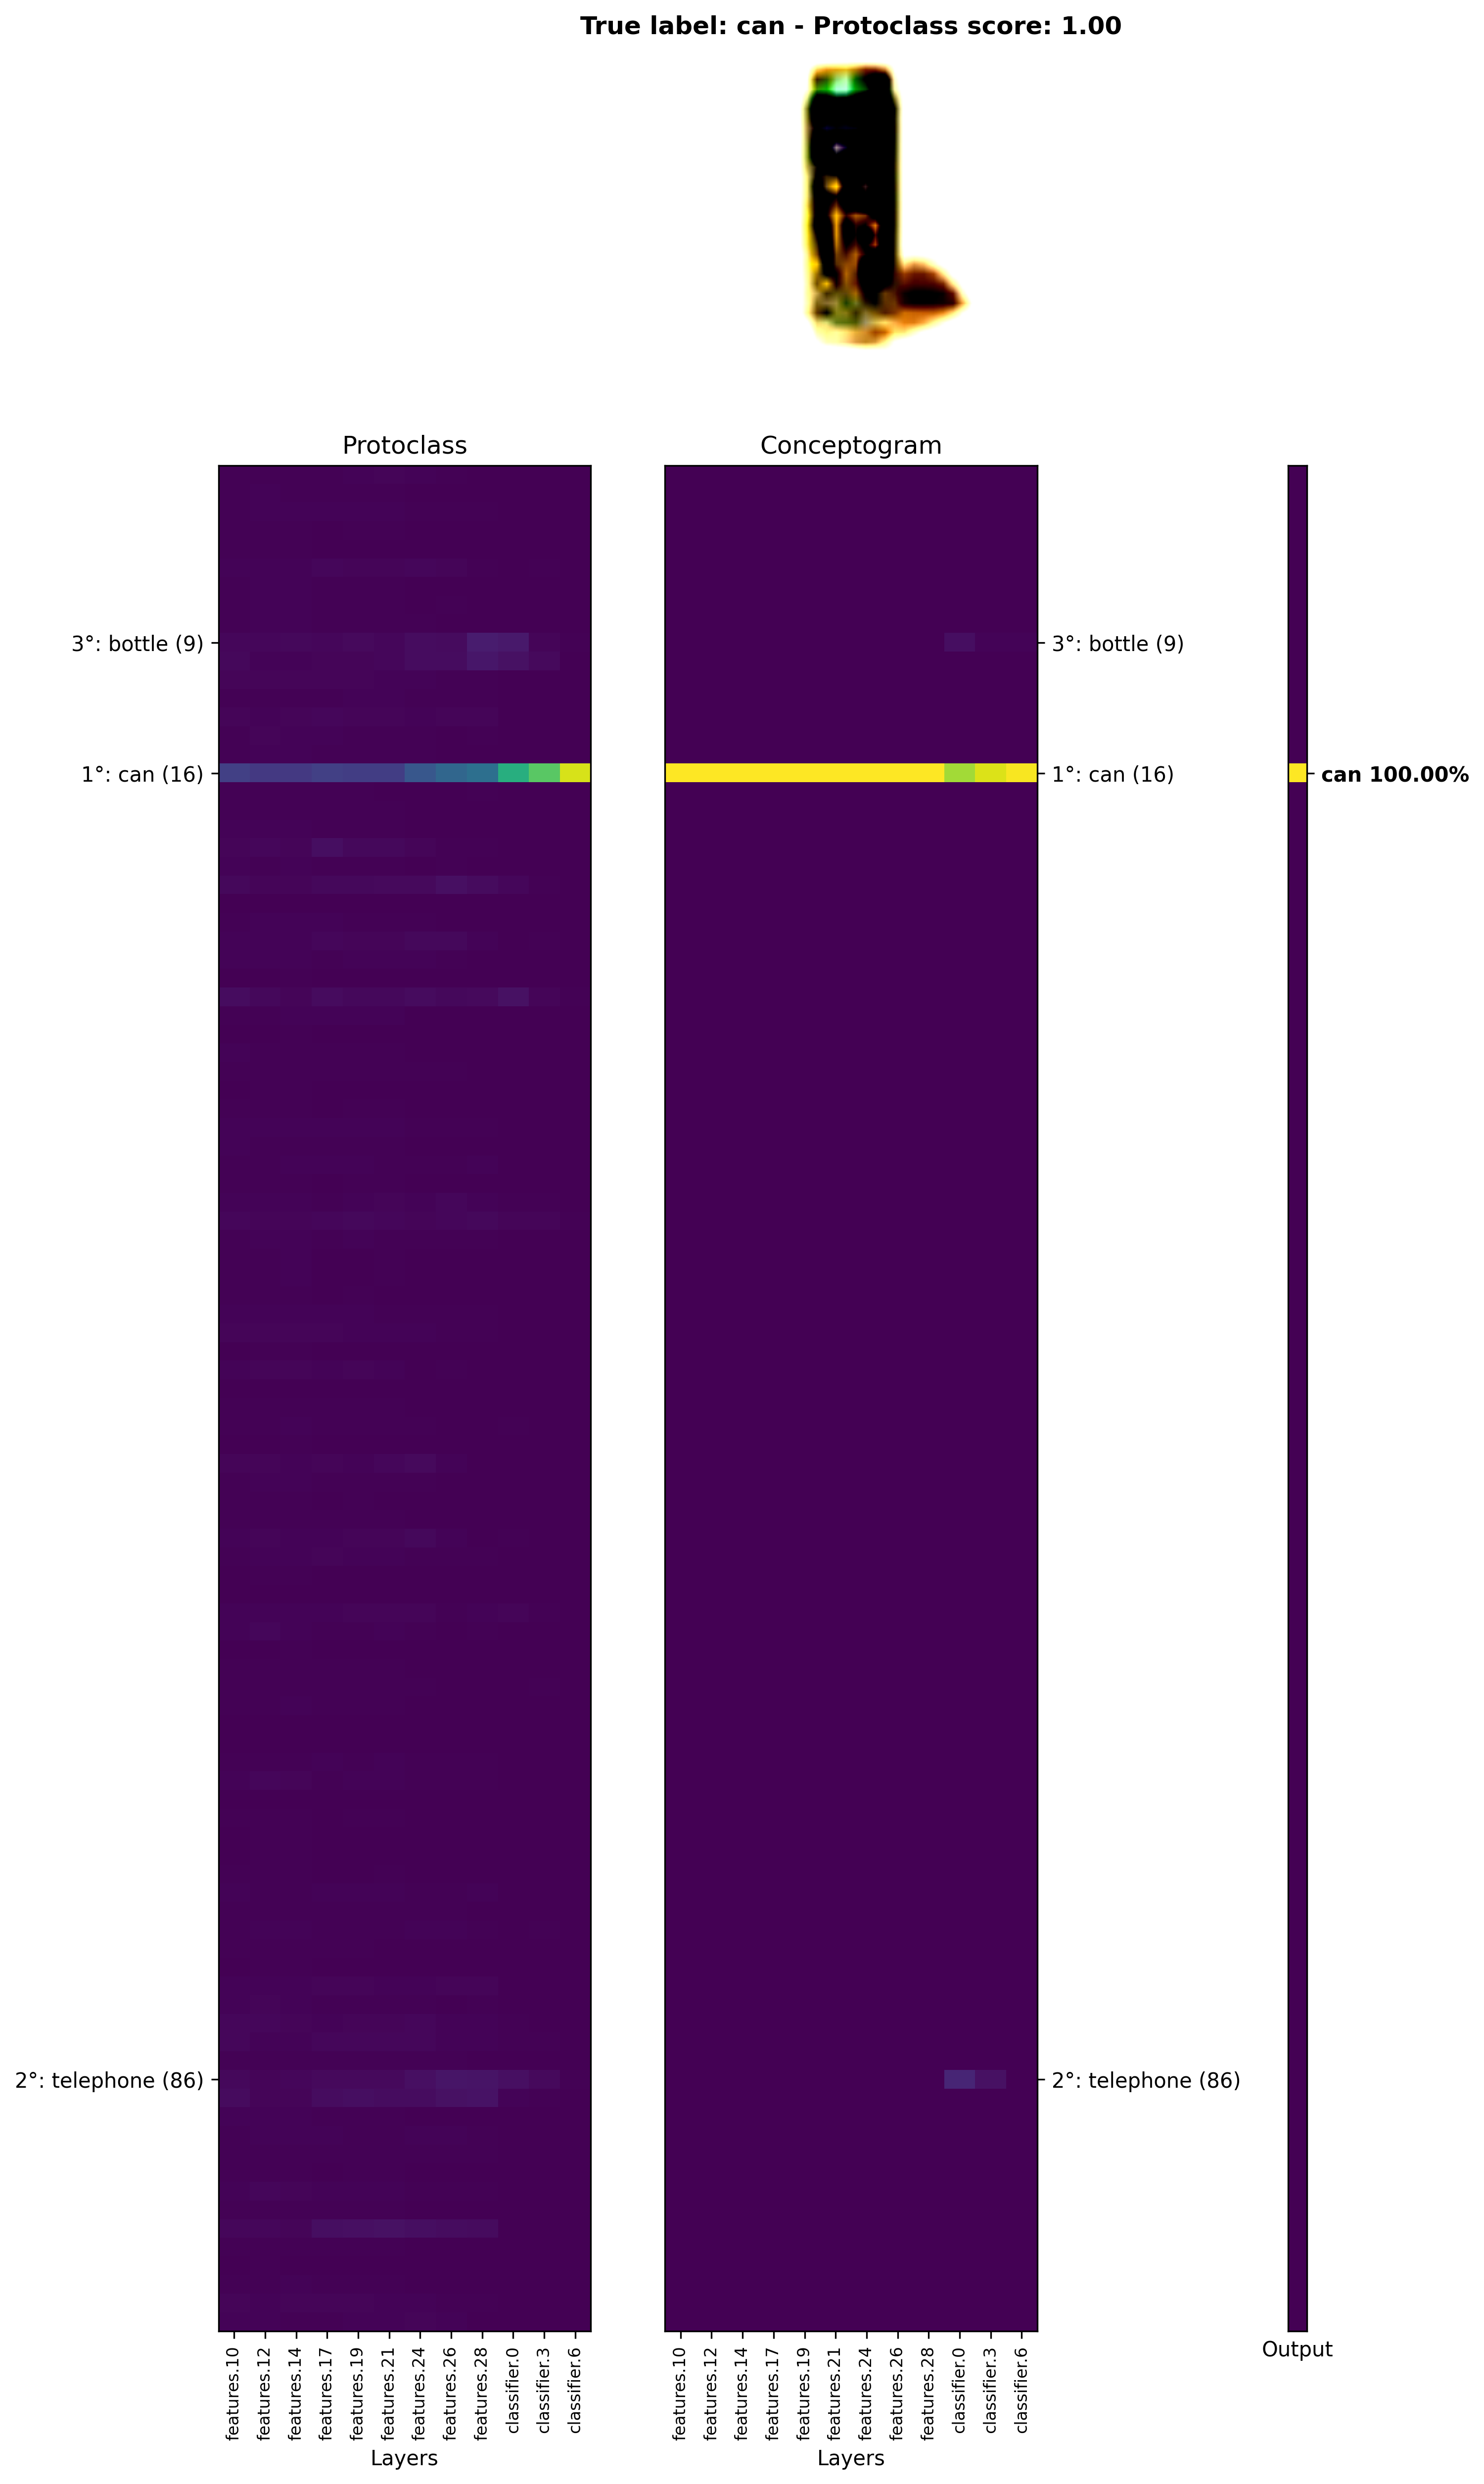 True label: can - Protoclass score: 1.00
Protoclass
Conceptogram
3°: bottle (9)
3°: bottle (9)
1°: can (16)
1°: can (16)
can 100.00%
2°: telephone (86)
2°: telephone (86)
features.10
features.12
features.14
features.17
features.19
features.21
features.24
features.26
features.28
classifier.0
classifier.3
classifier.6
Layers
features.10
features.12
features.14
features.17
features.19
features.21
features.24
features.26
features.28
classifier.0
classifier.3
classifier.6
Layers
Output